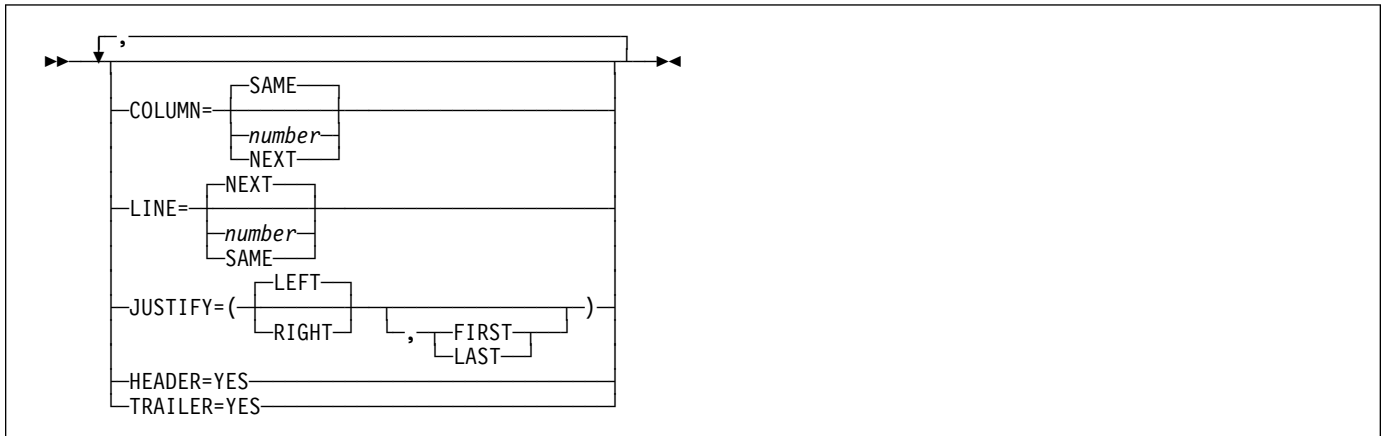 ,
SAME
COLUMN=
number
NEXT
NEXT
LINE=
number
SAME
LEFT
JUSTIFY=( )
RIGHT , FIRST
LAST
HEADER=YES
TRAILER=YES